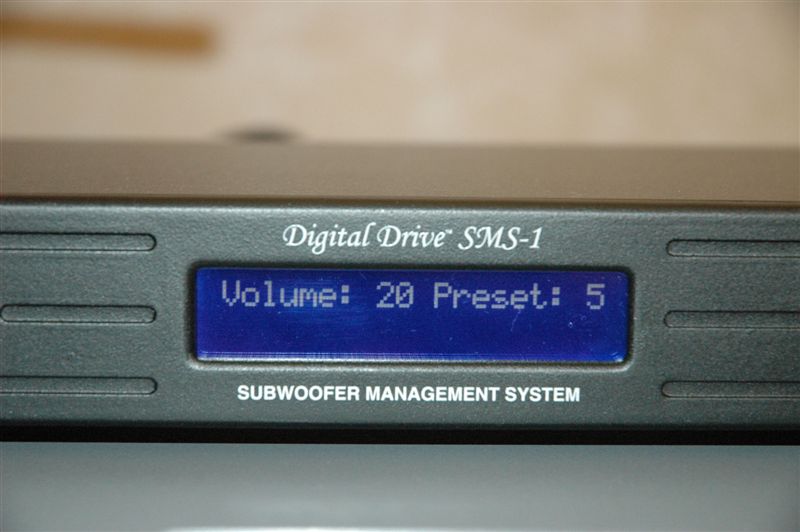 Digital Drive™ SMS-1
Volume: 20 Preset: 5
SUBWOOFER MANAGEMENT SYSTEM